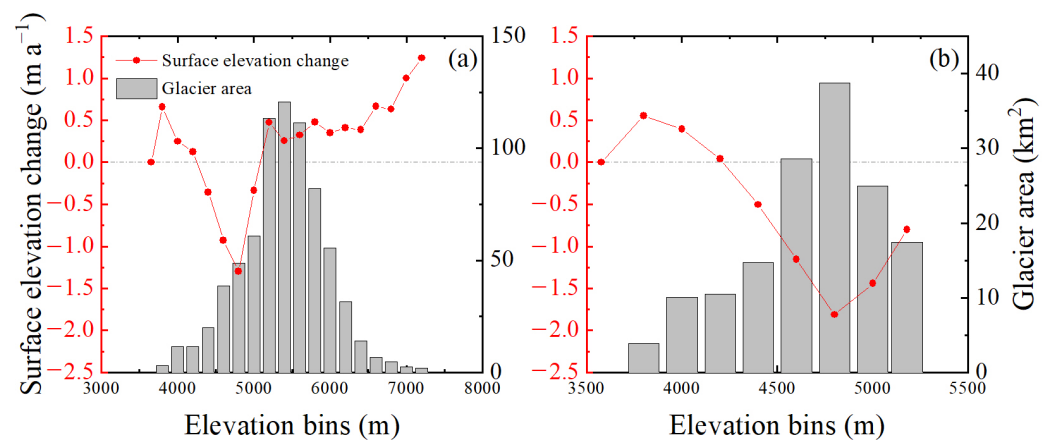 Surface elevation change (m a⁻¹)
1.5
1.0
0.5
0.0
−0.5
−1.0
−1.5
−2.0
−2.5
Surface elevation change
Glacier area
(a)
150
100
50
0
3000 4000 5000 6000 7000 8000
Elevation bins (m)
1.5
1.0
0.5
0.0
−0.5
−1.0
−1.5
−2.0
−2.5
(b)
40
30
20
10
0
Glacier area (km²)
3500 4000 4500 5000 5500
Elevation bins (m)